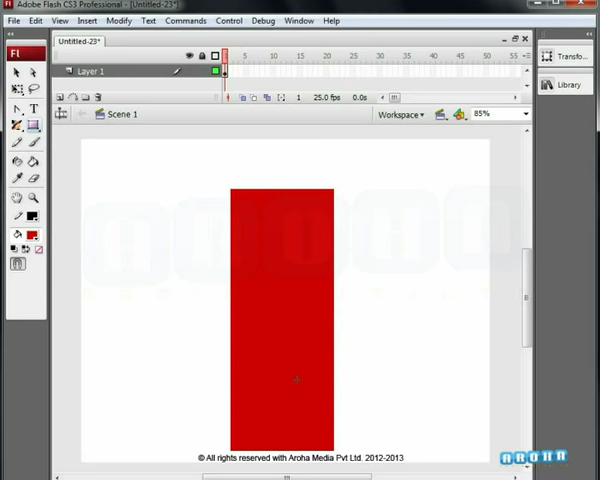 Adobe Flash CS3 Professional - [Untitled-23*]
File Edit View Insert Modify Text Commands Control Debug Window Help
Untitled-23*
5 10 15 20 25 30 35 40 45 50 55
Layer 1
1 25.0 fps 0.0s
Scene 1 Workspace 85%
Fl
T
Transfo...
Library
AROHA
© All rights reserved with Aroha Media Pvt Ltd. 2012-2013
AROHA